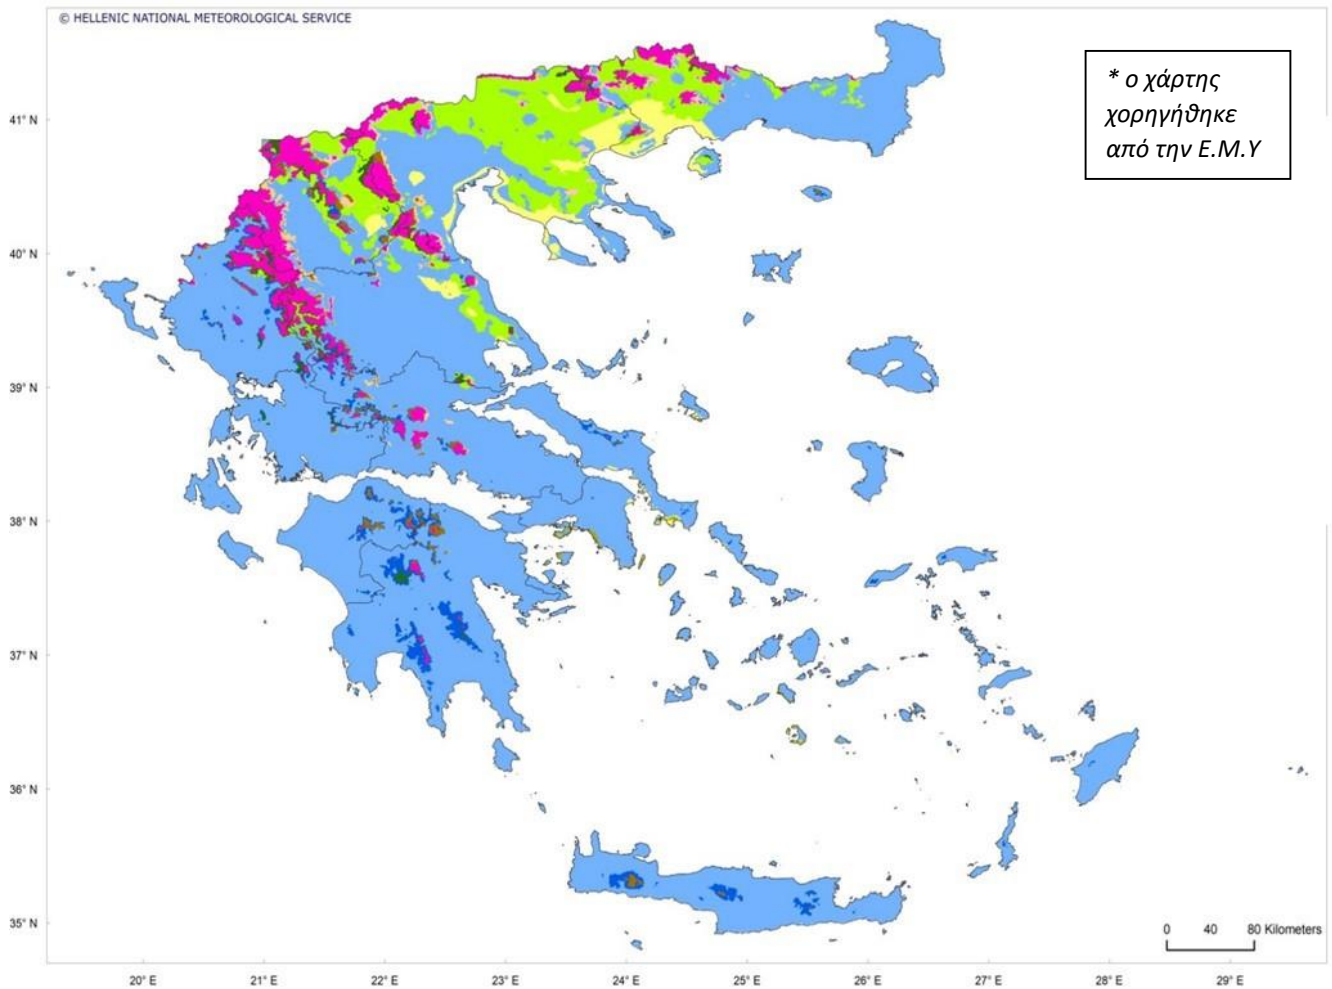 © HELLENIC NATIONAL METEOROLOGICAL SERVICE
* ο χάρτης
χορηγήθηκε
από την Ε.Μ.Υ
41° N
40° N
39° N
38° N
37° N
36° N
35° N
0 40 80 Kilometers
20° E 21° E 22° E 23° E 24° E 25° E 26° E 27° E 28° E 29° E